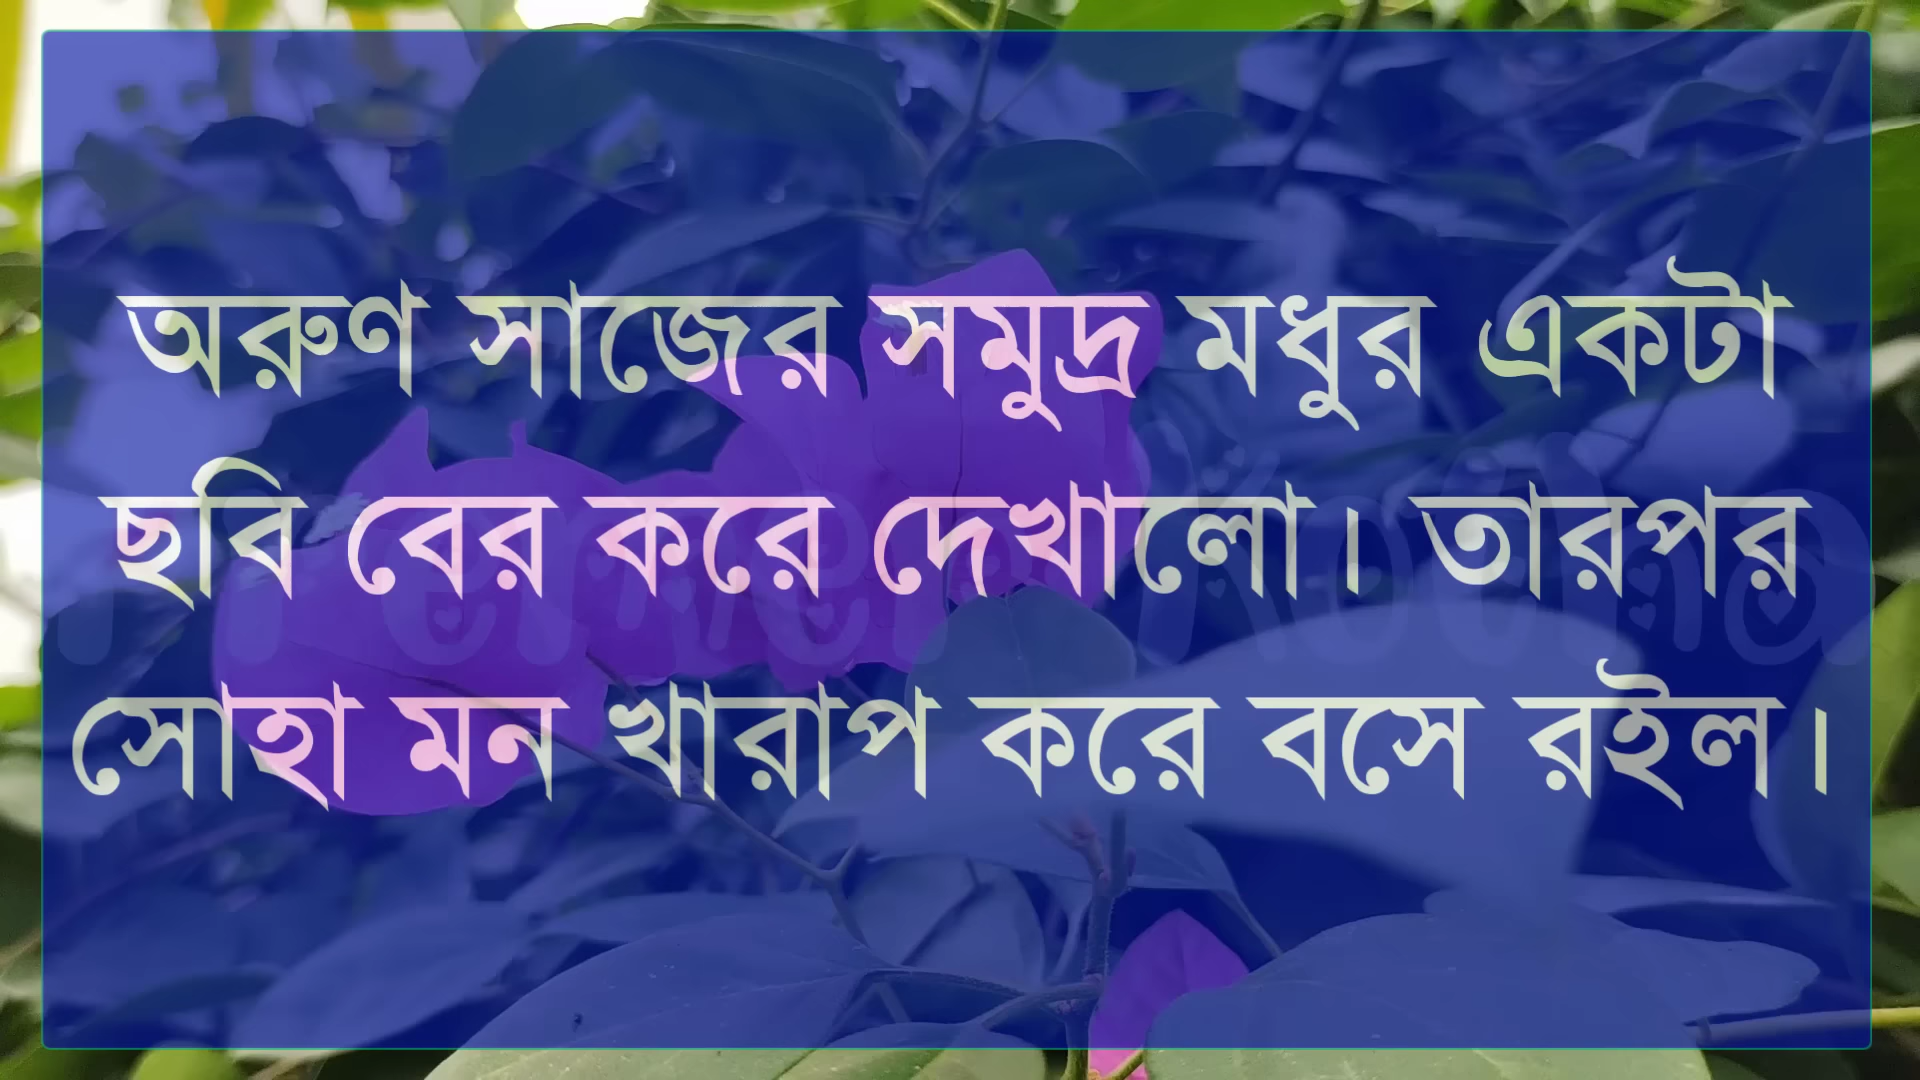 অরুণ সাজের সমুদ্র মধুর একটা
ছবি বের করে দেখালো। তারপর
সোহা মন খারাপ করে বসে রইল।